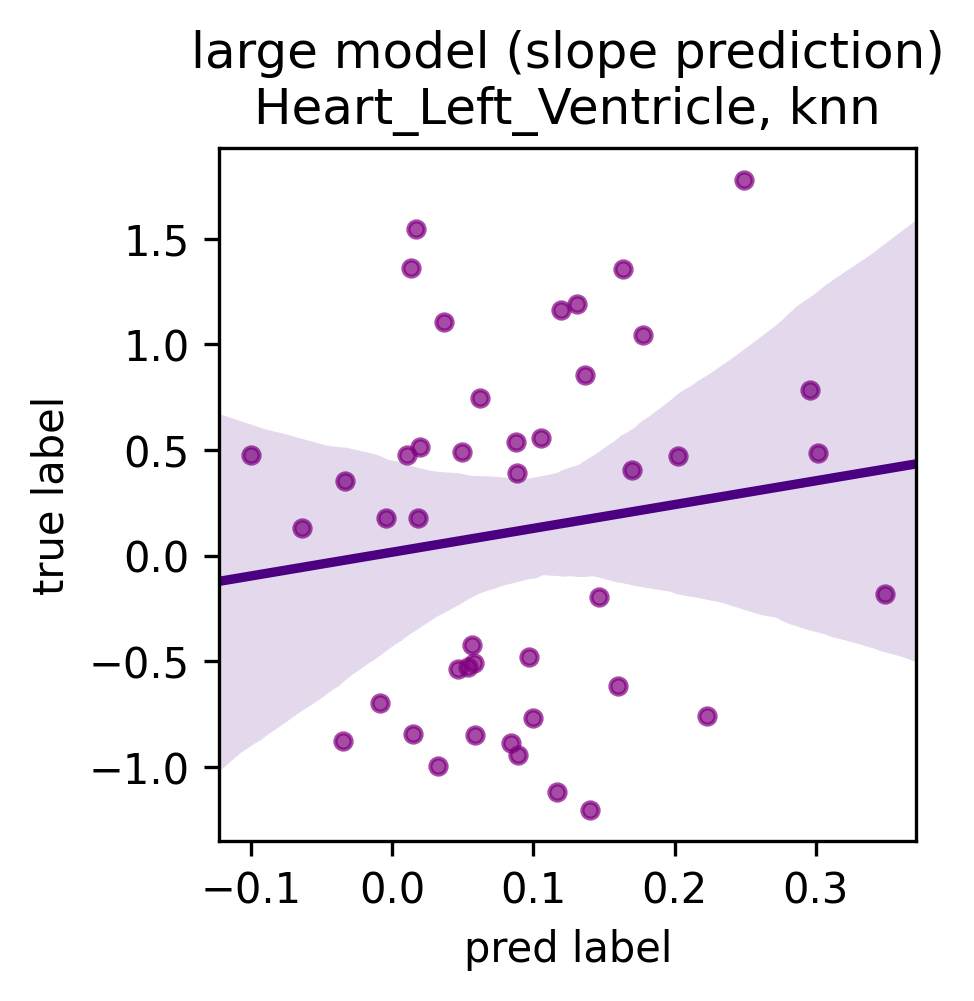 large model (slope prediction)
Heart_Left_Ventricle, knn
1.5
1.0
0.5
0.0
−0.5
−1.0
true label
−0.1 0.0 0.1 0.2 0.3
pred label